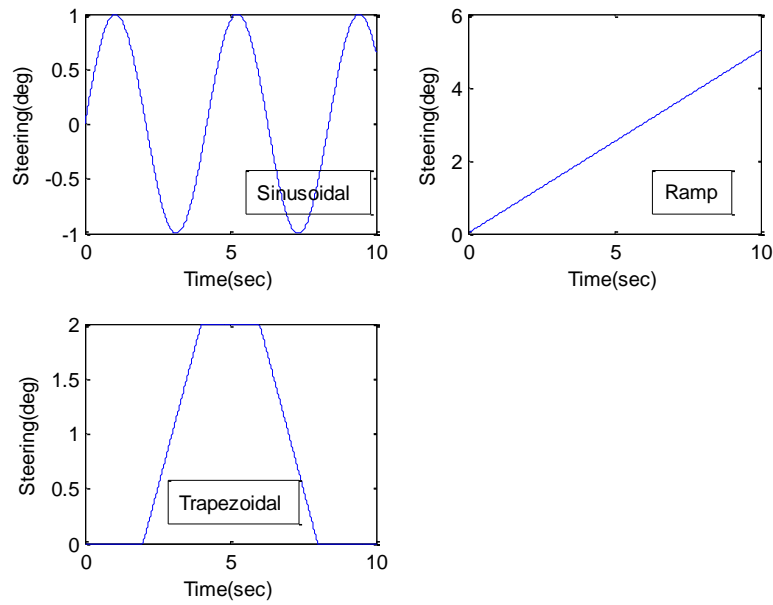 1
0.5
0
-0.5
-1
Steering(deg)
Sinusoidal
0
5
10
Time(sec)
6
4
2
0
Steering(deg)
Ramp
0
5
10
Time(sec)
2
1.5
1
0.5
0
Steering(deg)
Trapezoidal
0
5
10
Time(sec)